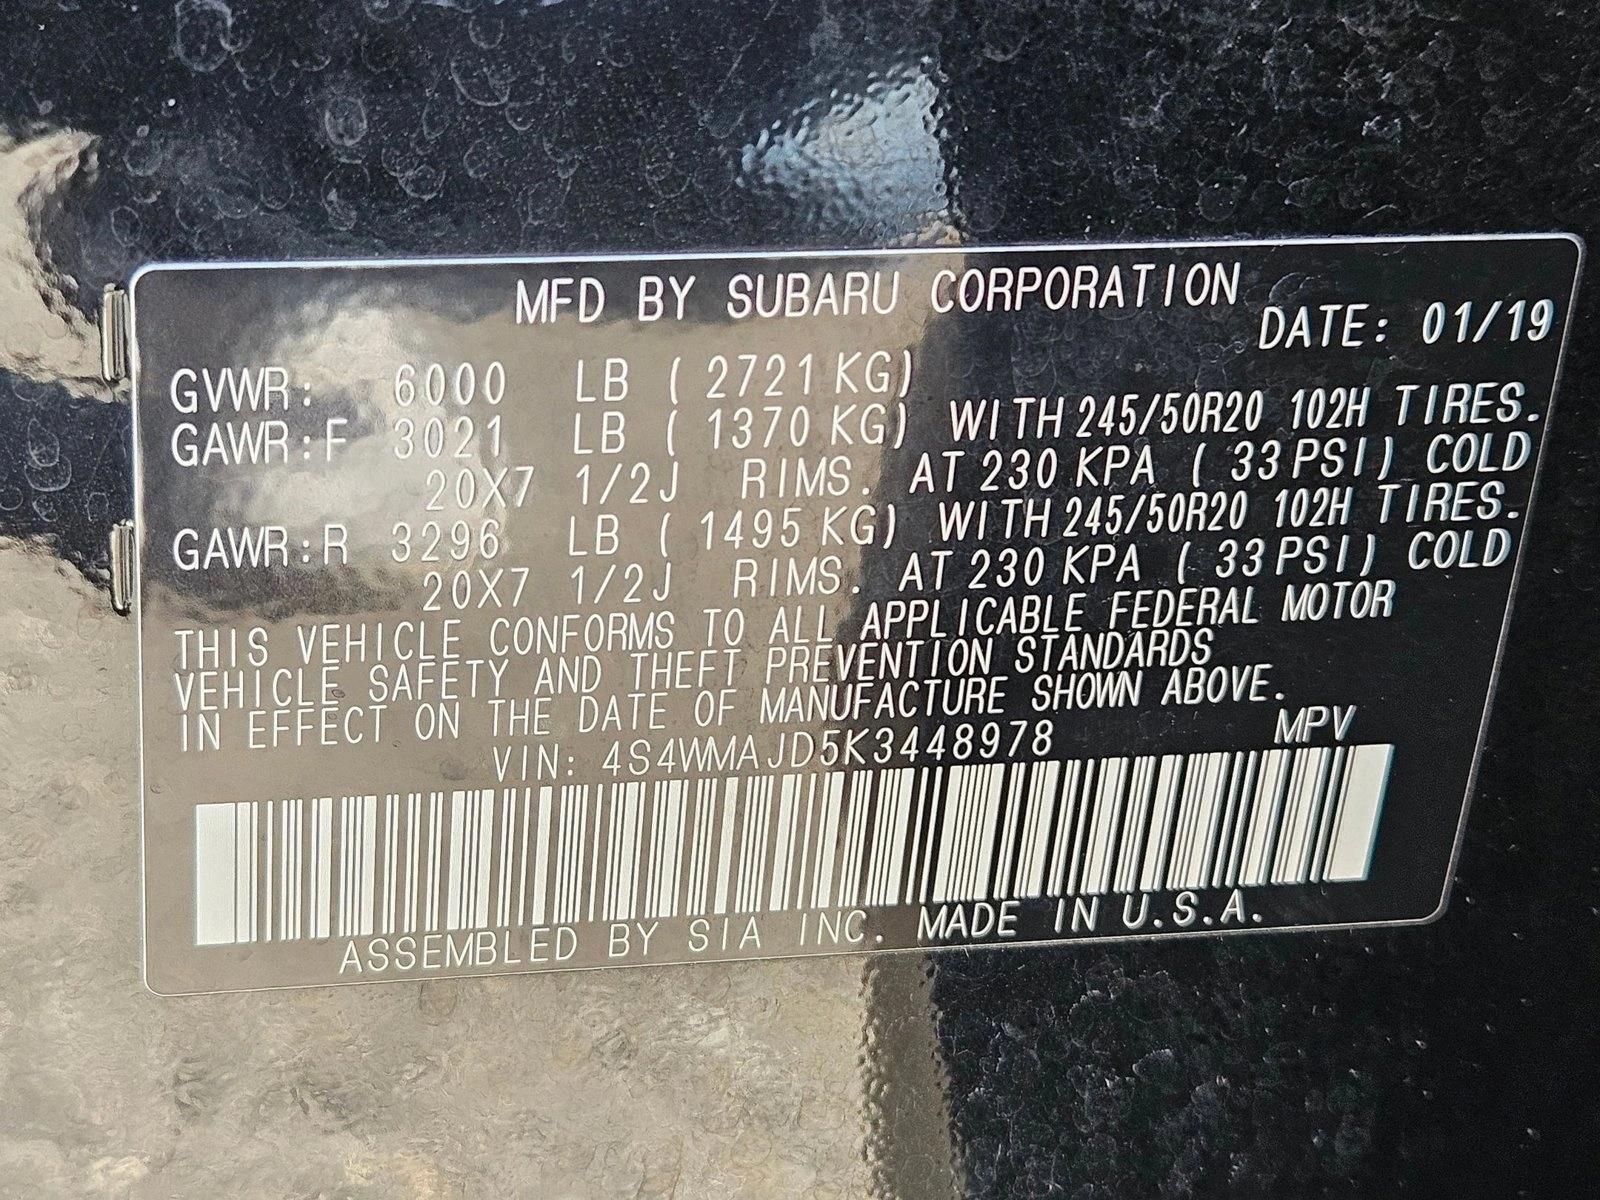 MFD BY SUBARU CORPORATION
DATE: 01/19
GVWR: 6000 LB ( 2721 KG)
GAWR:F 3021 LB ( 1370 KG) WITH 245/50R20 102H TIRES.
20X7 1/2J RIMS. AT 230 KPA ( 33 PSI) COLD
GAWR:R 3296 LB ( 1495 KG) WITH 245/50R20 102H TIRES.
20X7 1/2J RIMS. AT 230 KPA ( 33 PSI) COLD
THIS VEHICLE CONFORMS TO ALL APPLICABLE FEDERAL MOTOR
VEHICLE SAFETY AND THEFT PREVENTION STANDARDS
IN EFFECT ON THE DATE OF MANUFACTURE SHOWN ABOVE.
VIN: 4S4WMAJD5K3448978 MPV
ASSEMBLED BY SIA INC. MADE IN U.S.A.